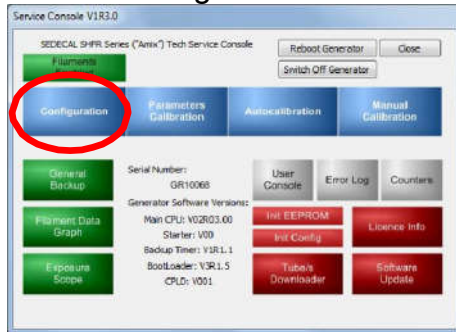 Service Console V1R3.0
SEDECAL SHFR Series ("Amix") Tech Service Console
Reboot Generator
Close
Filaments
Switch Off Generator
Configuration
Parameters
Calibration
Autocalibration
Manual
Calibration
General
Backup
Serial Number:
GR10068
User
Console
Error Log
Counters
Generator Software Versions:
Filament Data
Graph
Main CPU: V02R03.00
Starter: V00
Backup Timer: V1R1.1
Init EEPROM
Init Config
Licence Info
Exposure
Scope
BootLoader: V3R1.5
CPLD: V001
Tube/s
Downloader
Software
Update